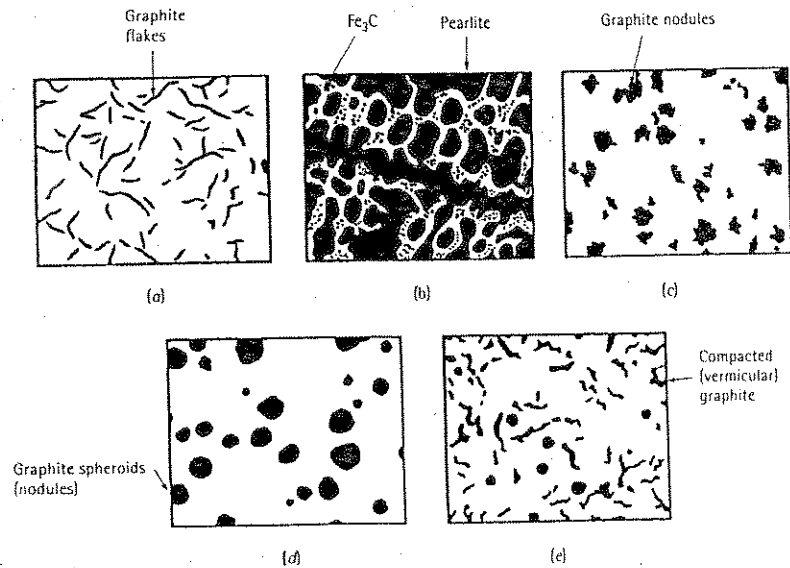 Graphite
flakes
Fe₃C
Pearlite
Graphite nodules
(a)
(b)
(c)
Compacted
(vermicular)
graphite
Graphite spheroids
(nodules)
(d)
(e)